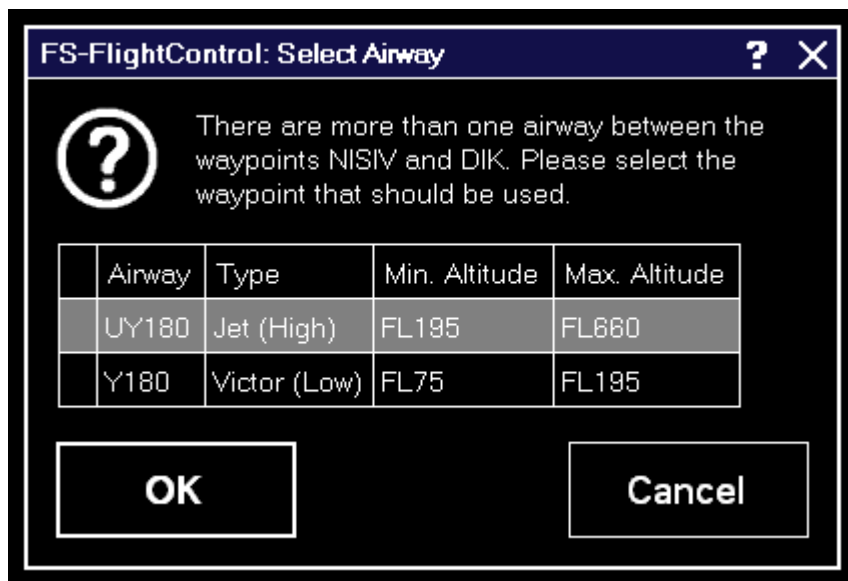 FS-FlightControl: Select Airway ? X
There are more than one airway between the
waypoints NISIV and DIK. Please select the
waypoint that should be used.
Airway Type Min. Altitude Max. Altitude
UY180 Jet (High) FL195 FL660
Y180 Victor (Low) FL75 FL195
OK Cancel